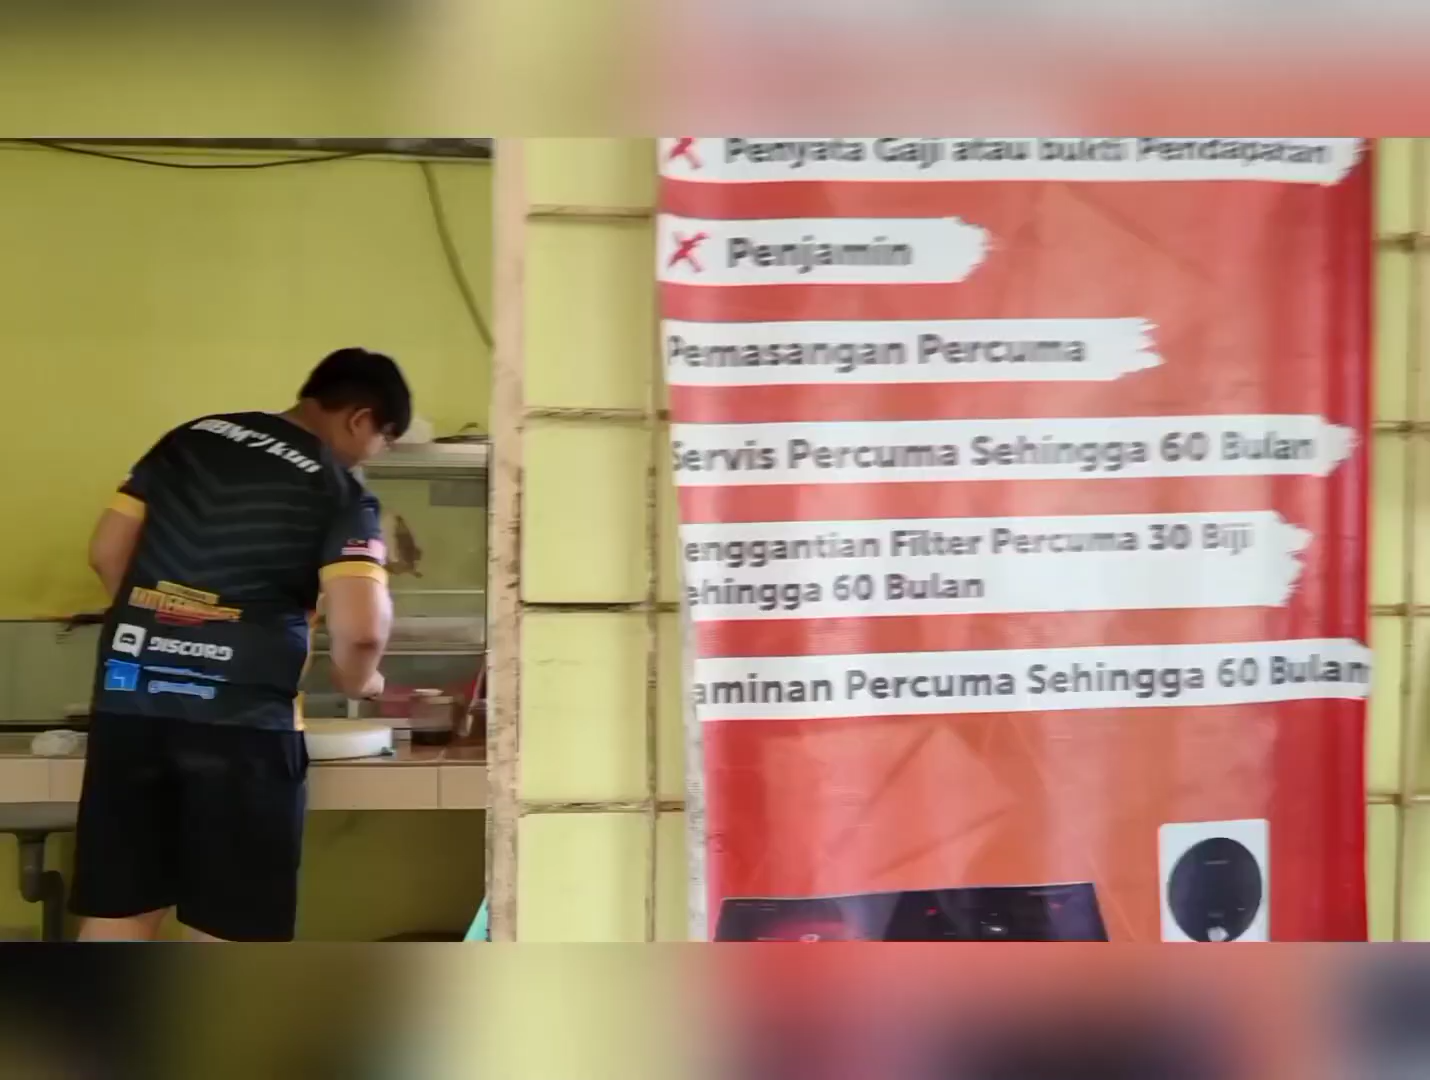 Penyata Gaji atau bukti Pendapatan
Penjamin
Pemasangan Percuma
Servis Percuma Sehingga 60 Bulan
enggantian Filter Percuma 30 Biji
ehingga 60 Bulan
aminan Percuma Sehingga 60 Bulan
DISCORD